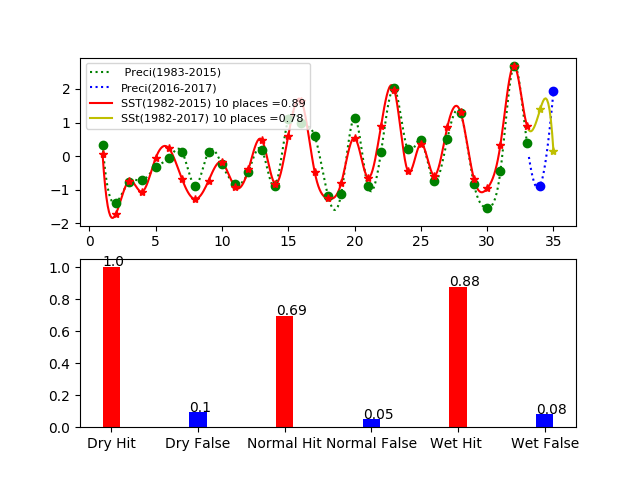 Preci(1983-2015)
Preci(2016-2017)
SST(1982-2015) 10 places =0.89
SSt(1982-2017) 10 places =0.78
2
1
0
−1
−2
0 5 10 15 20 25 30 35
1.0
0.8
0.6
0.4
0.2
0.0
1.0
0.1
0.69
0.05
0.88
0.08
Dry Hit Dry False Normal Hit Normal False Wet Hit Wet False